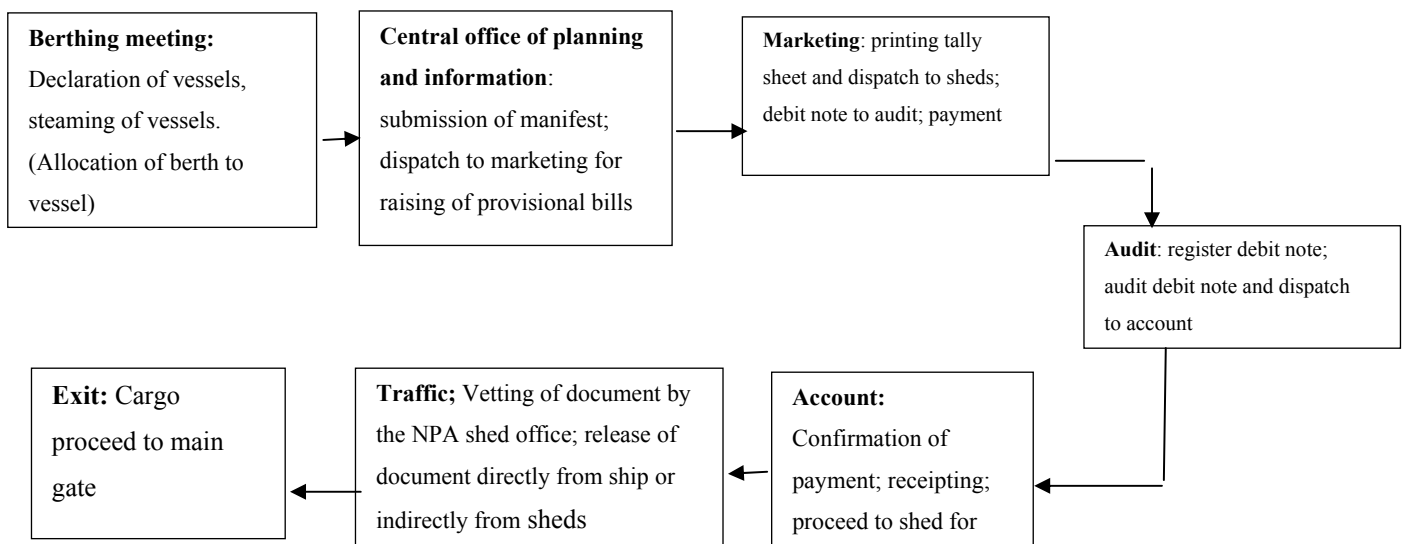 Berthing meeting:
Declaration of vessels,
steaming of vessels.
(Allocation of berth to
vessel)
Central office of planning
and information:
submission of manifest;
dispatch to marketing for
raising of provisional bills
Marketing: printing tally
sheet and dispatch to sheds;
debit note to audit; payment
Audit: register debit note;
audit debit note and dispatch
to account
Account:
Confirmation of
payment; receipting;
proceed to shed for
Traffic; Vetting of document by
the NPA shed office; release of
document directly from ship or
indirectly from sheds
Exit: Cargo
proceed to main
gate